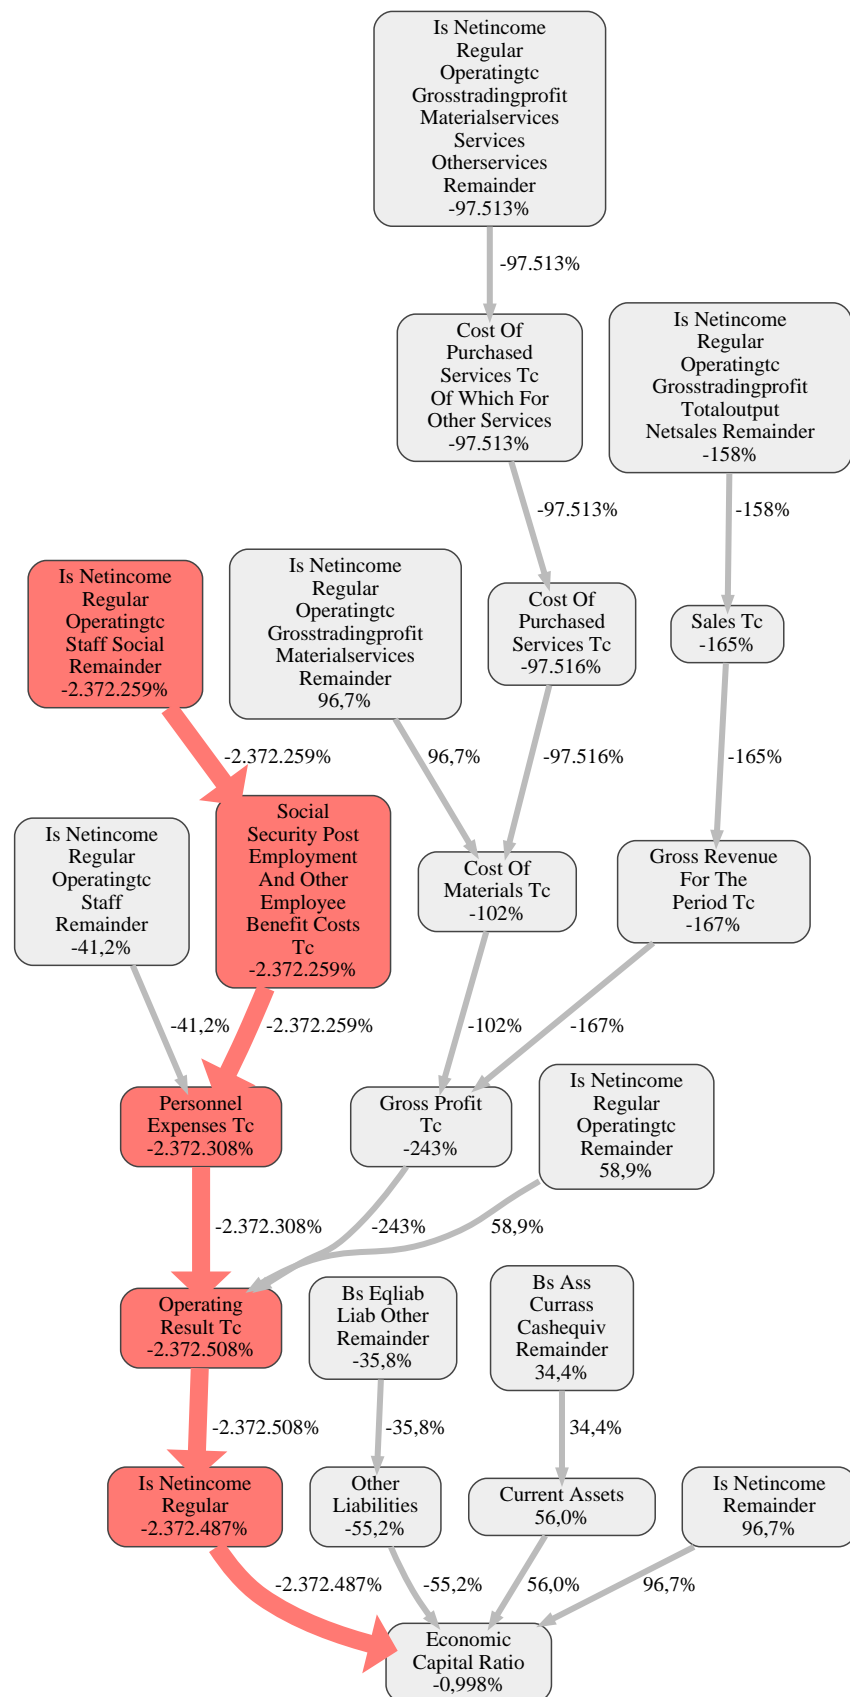 Is Netincome
Regular
Operatingtc
Grosstradingprofit
Materialservices
Services
Otherservices
Remainder
-97.513%
-97.513%
Cost Of
Purchased
Services Tc
Of Which For
Other Services
-97.513%
Is Netincome
Regular
Operatingtc
Grosstradingprofit
Totaloutput
Netsales Remainder
-158%
-97.513%
-158%
Is Netincome
Regular
Operatingtc
Staff Social
Remainder
-2.372.259%
Is Netincome
Regular
Operatingtc
Grosstradingprofit
Materialservices
Remainder
96,7%
Cost Of
Purchased
Services Tc
-97.516%
Sales Tc
-165%
-2.372.259%
96,7%
-97.516%
-165%
Is Netincome
Regular
Operatingtc
Staff
Remainder
-41,2%
Social
Security Post
Employment
And Other
Employee
Benefit Costs
Tc
-2.372.259%
Cost Of
Materials Tc
-102%
Gross Revenue
For The
Period Tc
-167%
-41,2%
-2.372.259%
-102%
-167%
Personnel
Expenses Tc
-2.372.308%
Gross Profit
Tc
-243%
Is Netincome
Regular
Operatingtc
Remainder
58,9%
-2.372.308%
-243%
58,9%
Operating
Result Tc
-2.372.508%
Bs Eqliab
Liab Other
Remainder
-35,8%
Bs Ass
Currass
Cashequiv
Remainder
34,4%
-2.372.508%
-35,8%
34,4%
Is Netincome
Regular
-2.372.487%
Other
Liabilities
-55,2%
Current Assets
56,0%
Is Netincome
Remainder
96,7%
-2.372.487%
-55,2%
56,0%
96,7%
Economic
Capital Ratio
-0,998%